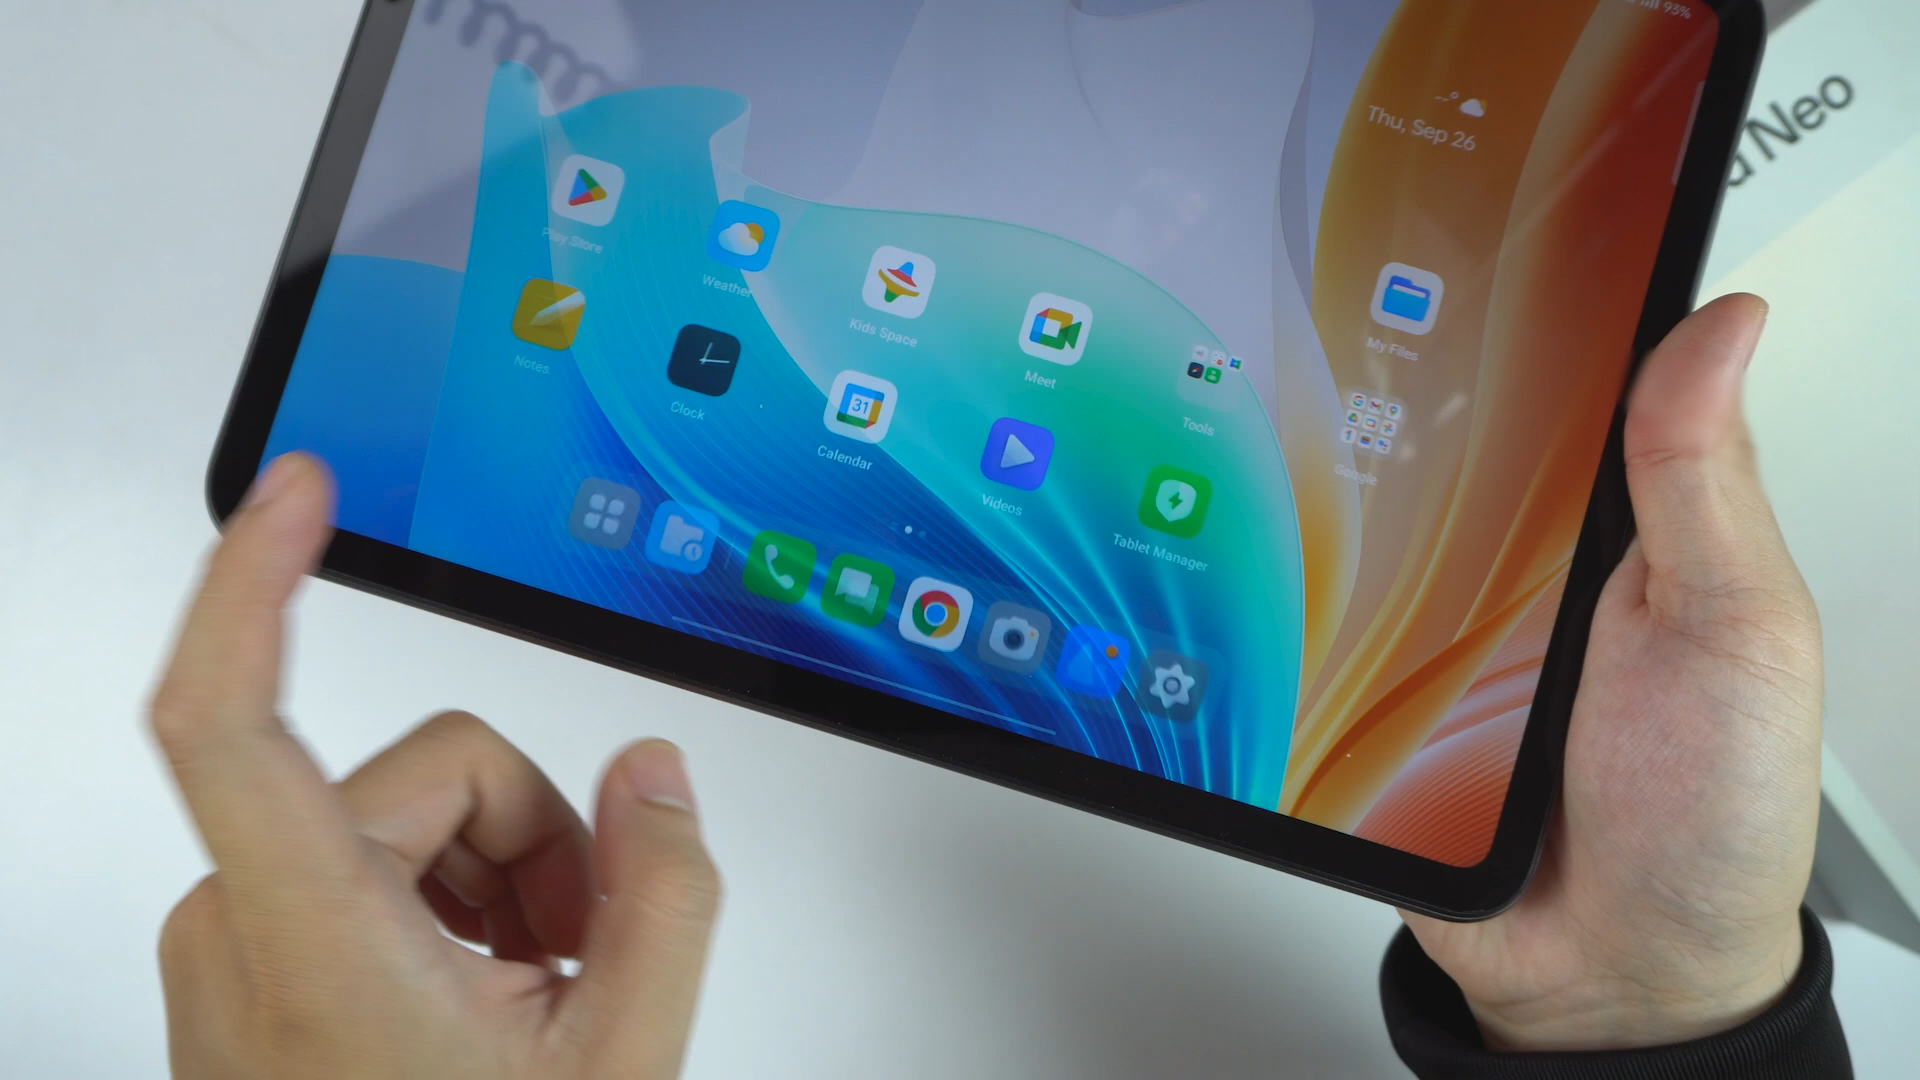 93%
Thu, Sep 26
Neo
Play Store
Weather
Kids Space
Meet
Tools
My Files
Notes
Clock
Calendar
31
Videos
Tablet Manager
Google